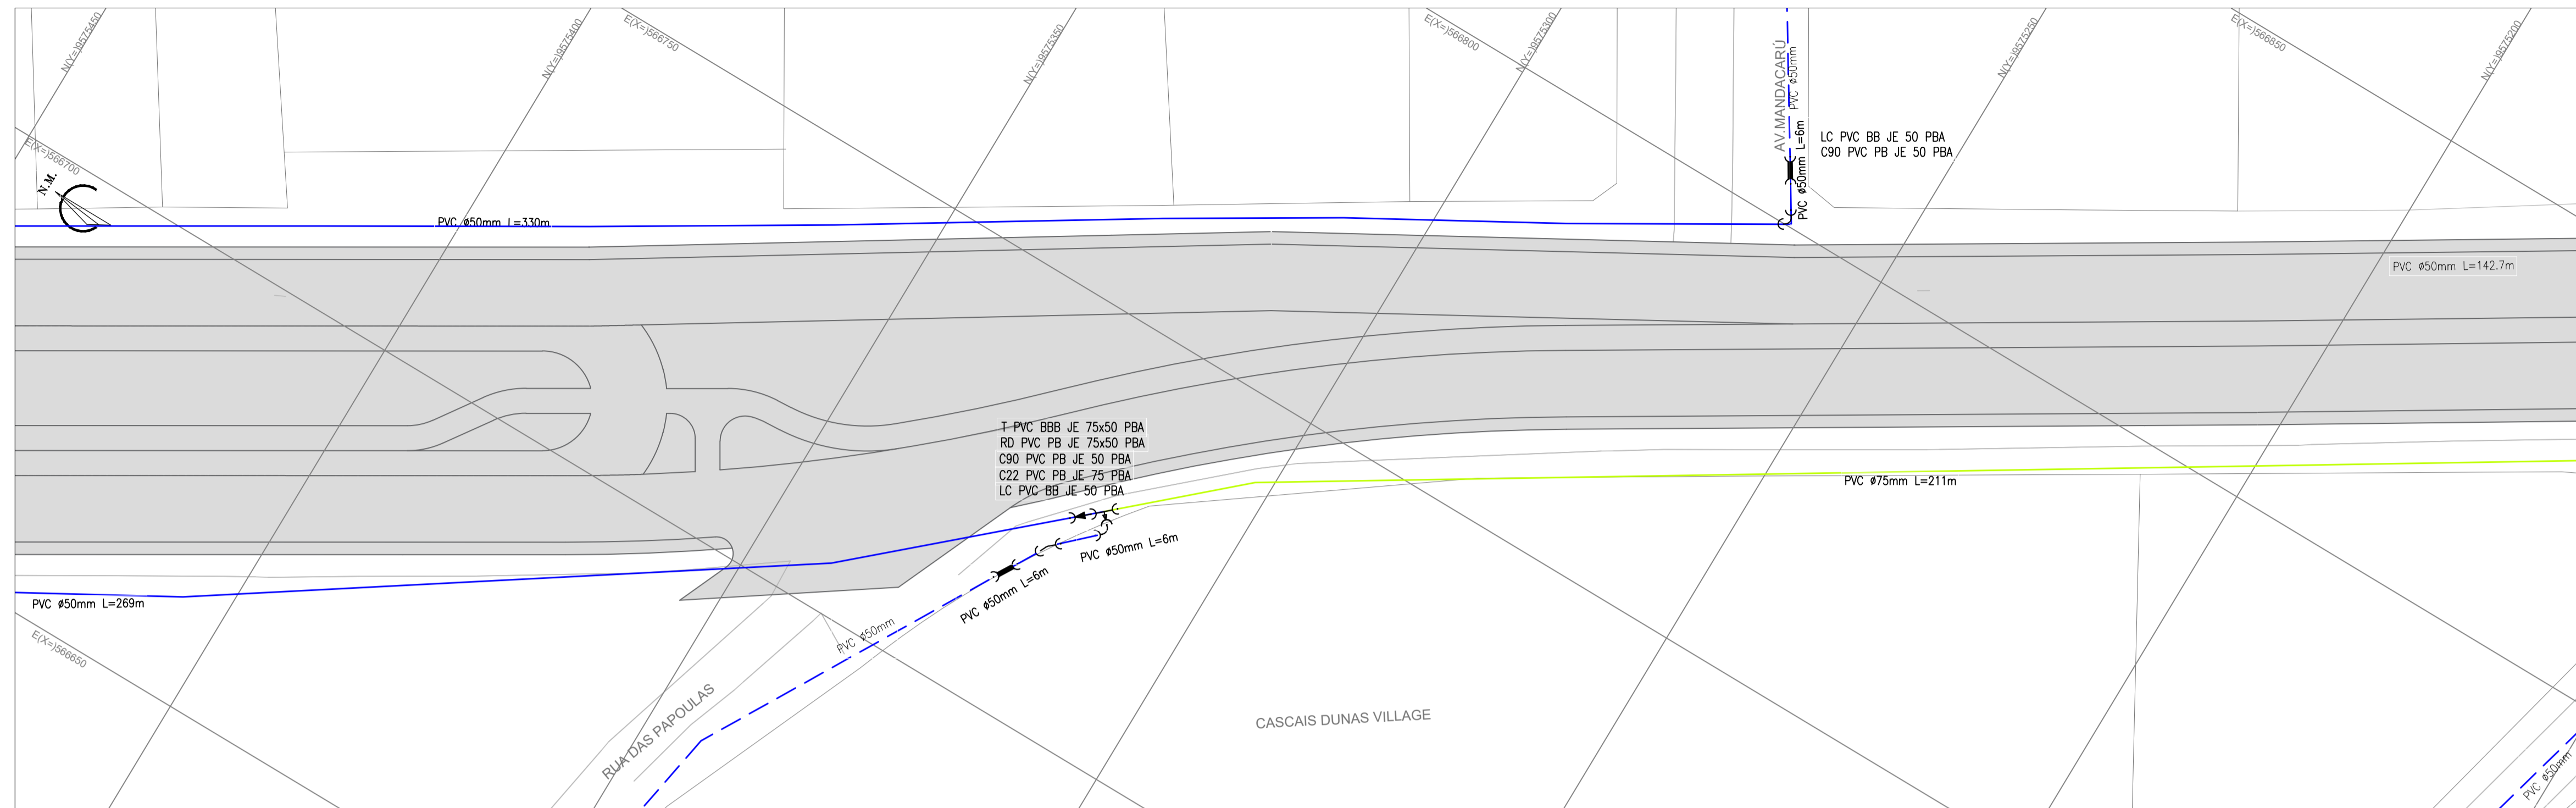 N(Y=)9575450
N(Y=)9575400
E(X=)566750
N(Y=)9575350
E(X=)566800
N(Y=)9575300
N(Y=)9575250
E(X=)566850
N(Y=)9575200
AV.MANDACARÚ
PVC ø50mm
PVC ø50mm L=6m
LC PVC BB JE 50 PBA
C90 PVC PB JE 50 PBA
E(X=)566700
N.M.
PVC ø50mm L=330m
PVC ø50mm L=142.7m
T PVC BBB JE 75x50 PBA
RD PVC PB JE 75x50 PBA
C90 PVC PB JE 50 PBA
C22 PVC PB JE 75 PBA
LC PVC BB JE 50 PBA
PVC ø75mm L=211m
PVC ø50mm L=6m
PVC ø50mm L=6m
PVC ø50mm L=269m
PVC ø50mm
E(X=)566650
RUA DAS PAPOULAS
CASCAIS DUNAS VILLAGE
PVC ø50mm